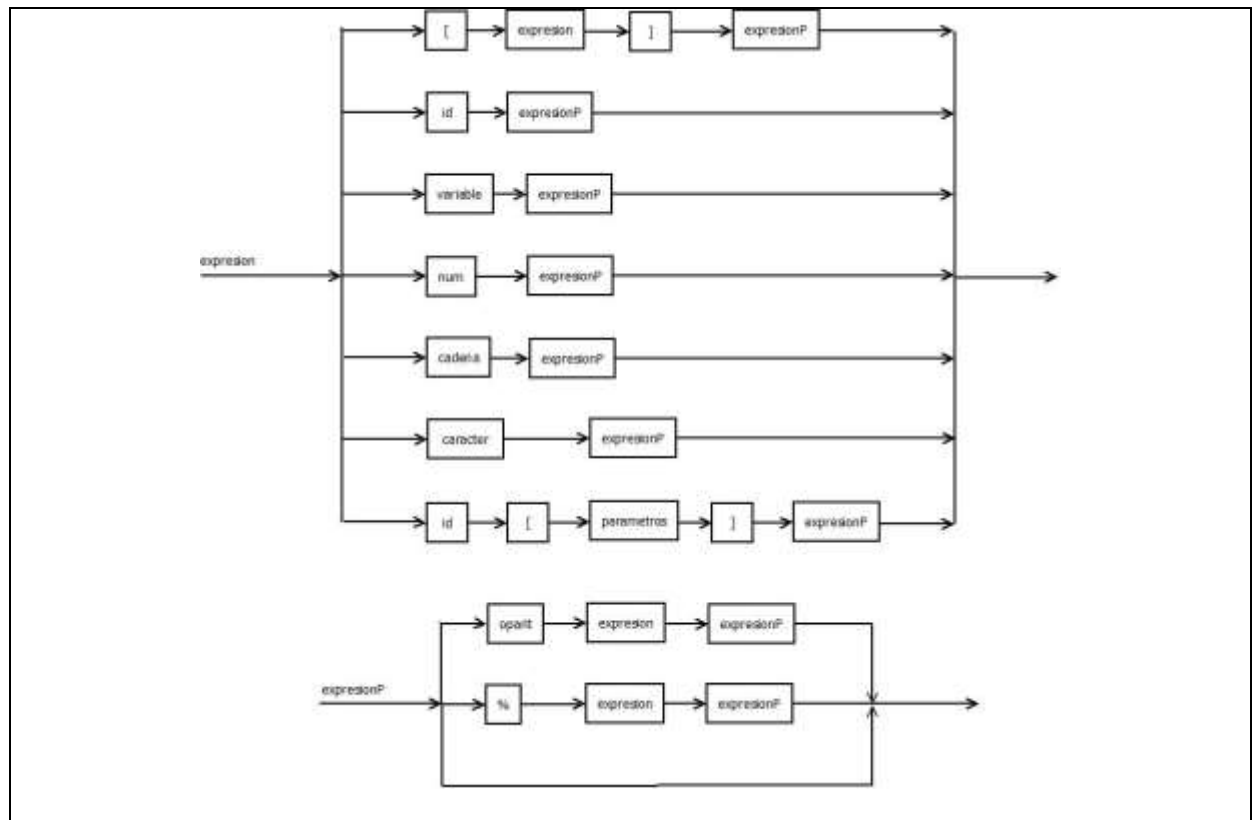 [ expresion ] expresionP
id expresionP
variable expresionP
expresion
num expresionP
cadena expresionP
caracter expresionP
id [ parametros ] expresionP
oparit expresion expresionP
expresionP
% expresion expresionP